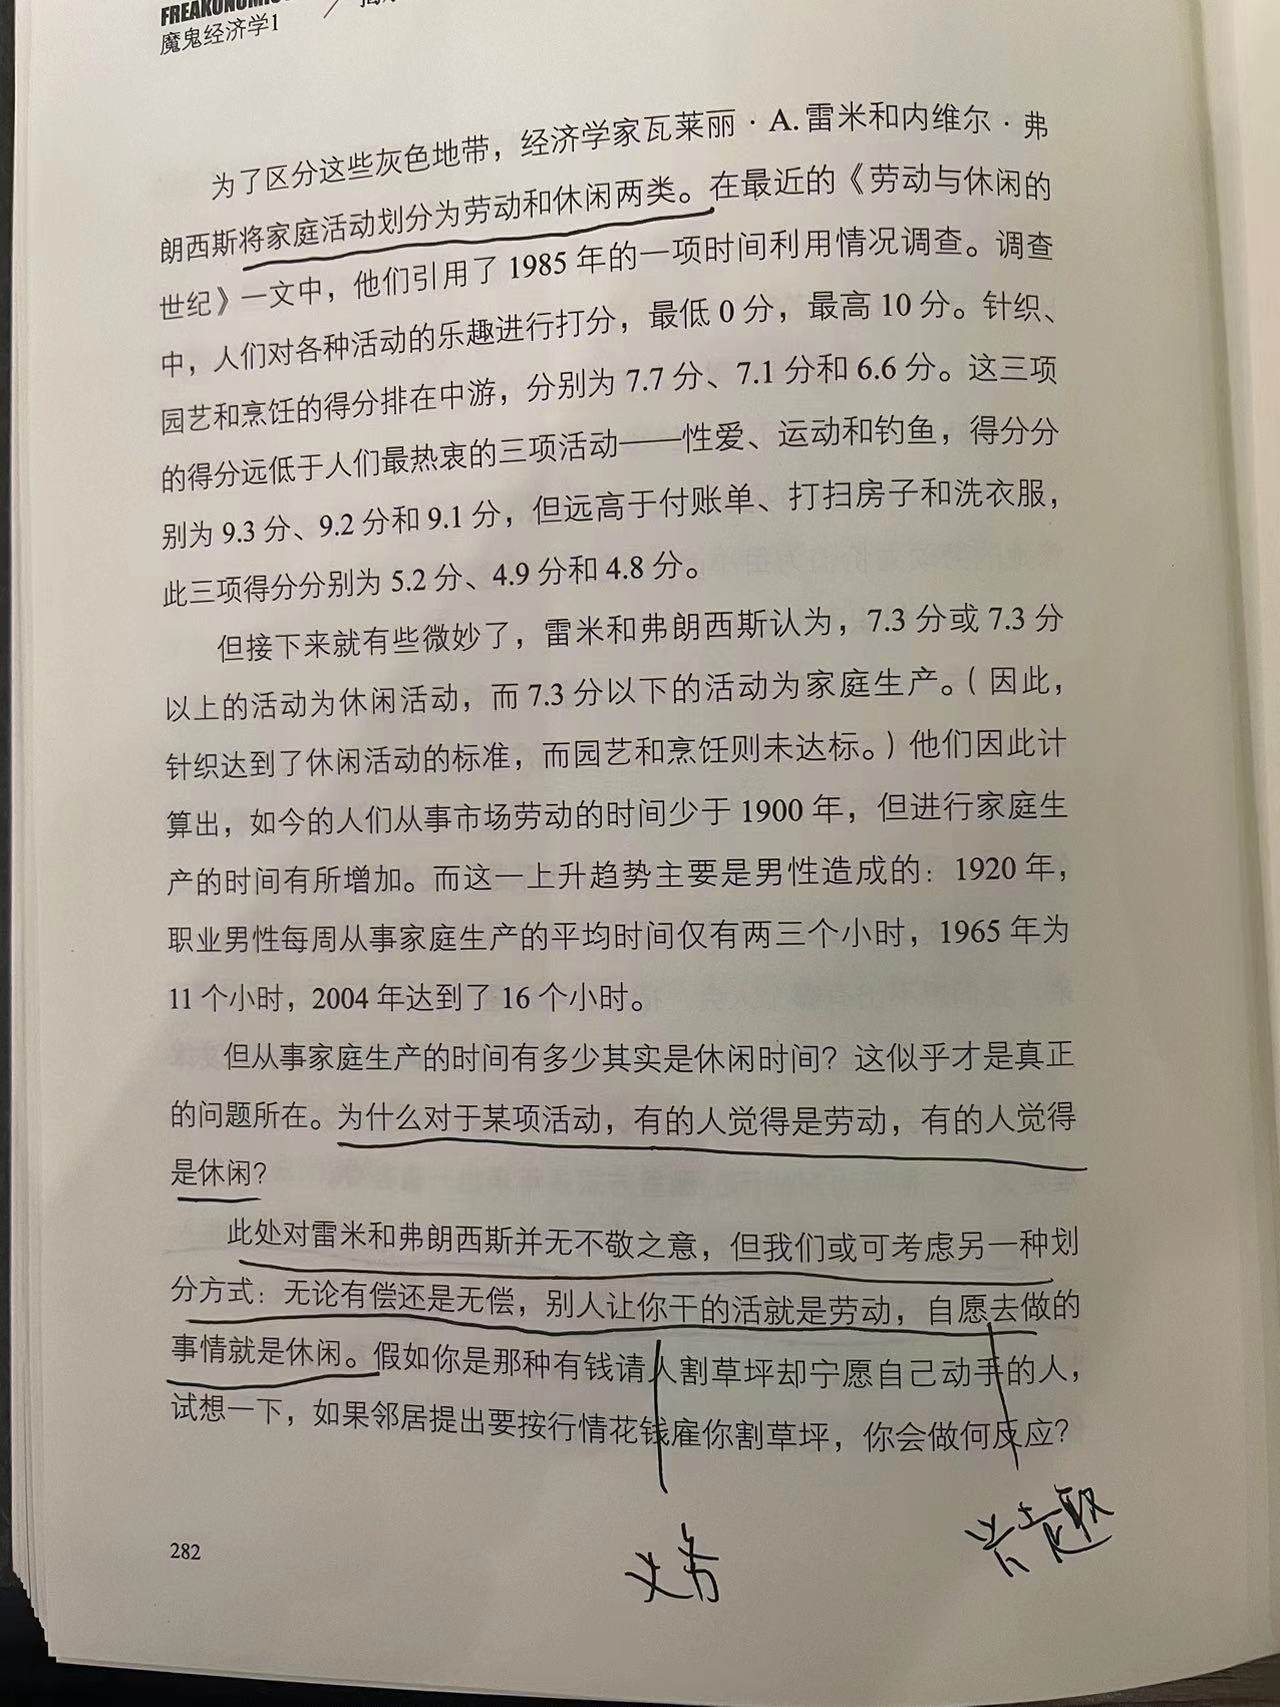 魔鬼经济学1
为了区分这些灰色地带，经济学家瓦莱丽·A.雷米和内维尔·弗
朗西斯将家庭活动划分为劳动和休闲两类。在最近的《劳动与休闲的
世纪》一文中，他们引用了1985年的一项时间利用情况调查。调查
中，人们对各种活动的乐趣进行打分，最低0分，最高10分。针织、
园艺和烹饪的得分排在中游，分别为7.7分、7.1分和6.6分。这三项
的得分远低于人们最热衷的三项活动——性爱、运动和钓鱼，得分分
别为9.3分、9.2分和9.1分，但远高于付账单、打扫房子和洗衣服，
此三项得分分别为5.2分、4.9分和4.8分。
但接下来就有些微妙了，雷米和弗朗西斯认为，7.3分或7.3分
以上的活动为休闲活动，而7.3分以下的活动为家庭生产。（因此，
针织达到了休闲活动的标准，而园艺和烹饪则未达标。）他们因此计
算出，如今的人们从事市场劳动的时间少于1900年，但进行家庭生
产的时间有所增加。而这一上升趋势主要是男性造成的：1920年，
职业男性每周从事家庭生产的平均时间仅有两三个小时，1965年为
11个小时，2004年达到了16个小时。
但从事家庭生产的时间有多少其实是休闲时间？这似乎才是真正
的问题所在。为什么对于某项活动，有的人觉得是劳动，有的人觉得
是休闲？
此处对雷米和弗朗西斯并无不敬之意，但我们或可考虑另一种划
分方式：无论有偿还是无偿，别人让你干的活就是劳动，自愿去做的
事情就是休闲。假如你是那种有钱请人割草坪却宁愿自己动手的人，
试想一下，如果邻居提出要按行情花钱雇你割草坪，你会做何反应？
义务
兴趣
282